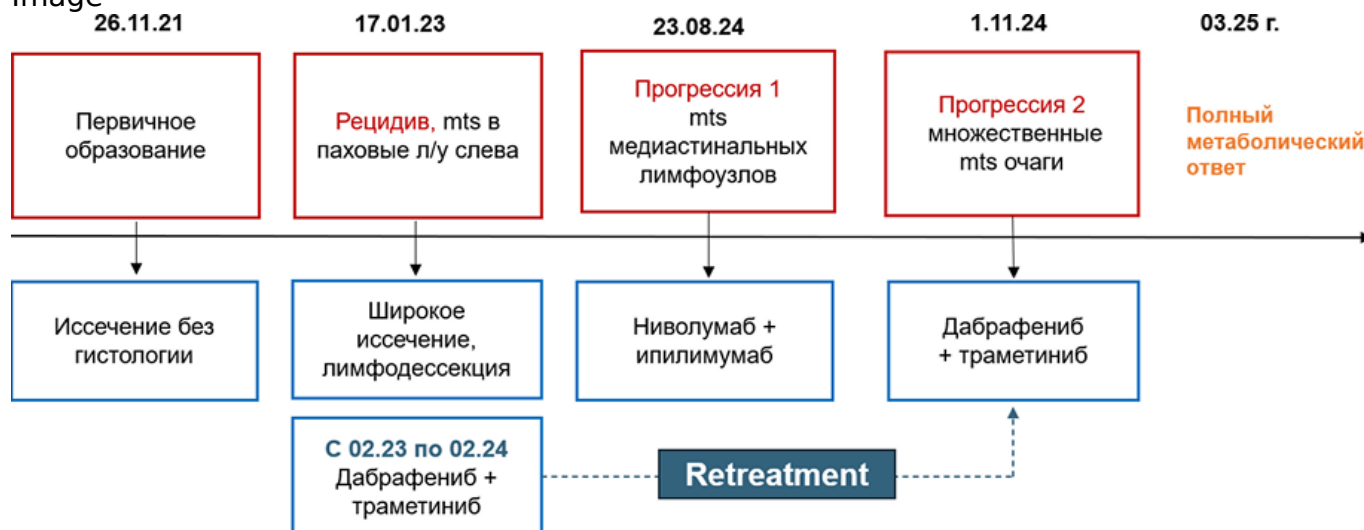 image
26.11.21
17.01.23
23.08.24
1.11.24
03.25 г.
Первичное
образование
Рецидив, mts в
паховые л/у слева
Прогрессия 1
mts
медиастинальных
лимфоузлов
Прогрессия 2
множественные
mts очаги
Полный
метаболический
ответ
Иссечение без
гистологии
Широкое
иссечение,
лимфодессекция
Ниволумаб +
ипилимумаб
Дабрафениб
+ траметиниб
С 02.23 по 02.24
Дабрафениб +
траметиниб
Retreatment